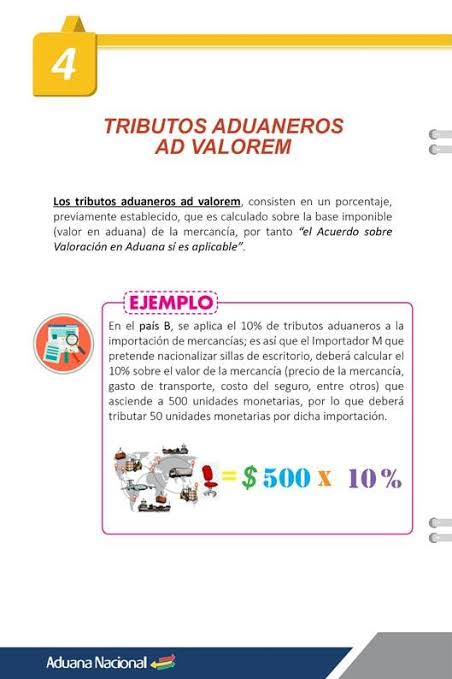 4
TRIBUTOS ADUANEROS
AD VALOREM
Los tributos aduaneros ad valorem, consisten en un porcentaje,
previamente establecido, que es calculado sobre la base imponible
(valor en aduana) de la mercancía, por tanto “el Acuerdo sobre
Valoración en Aduana sí es aplicable”.
EJEMPLO
En el país B, se aplica el 10% de tributos aduaneros a la
importación de mercancías; es así que el Importador M que
pretende nacionalizar sillas de escritorio, deberá calcular el
10% sobre el valor de la mercancía (precio de la mercancía,
gasto de transporte, costo del seguro, entre otros) que
asciende a 500 unidades monetarias, por lo que deberá
tributar 50 unidades monetarias por dicha importación.
= $ 500 x 10 %
Aduana Nacional